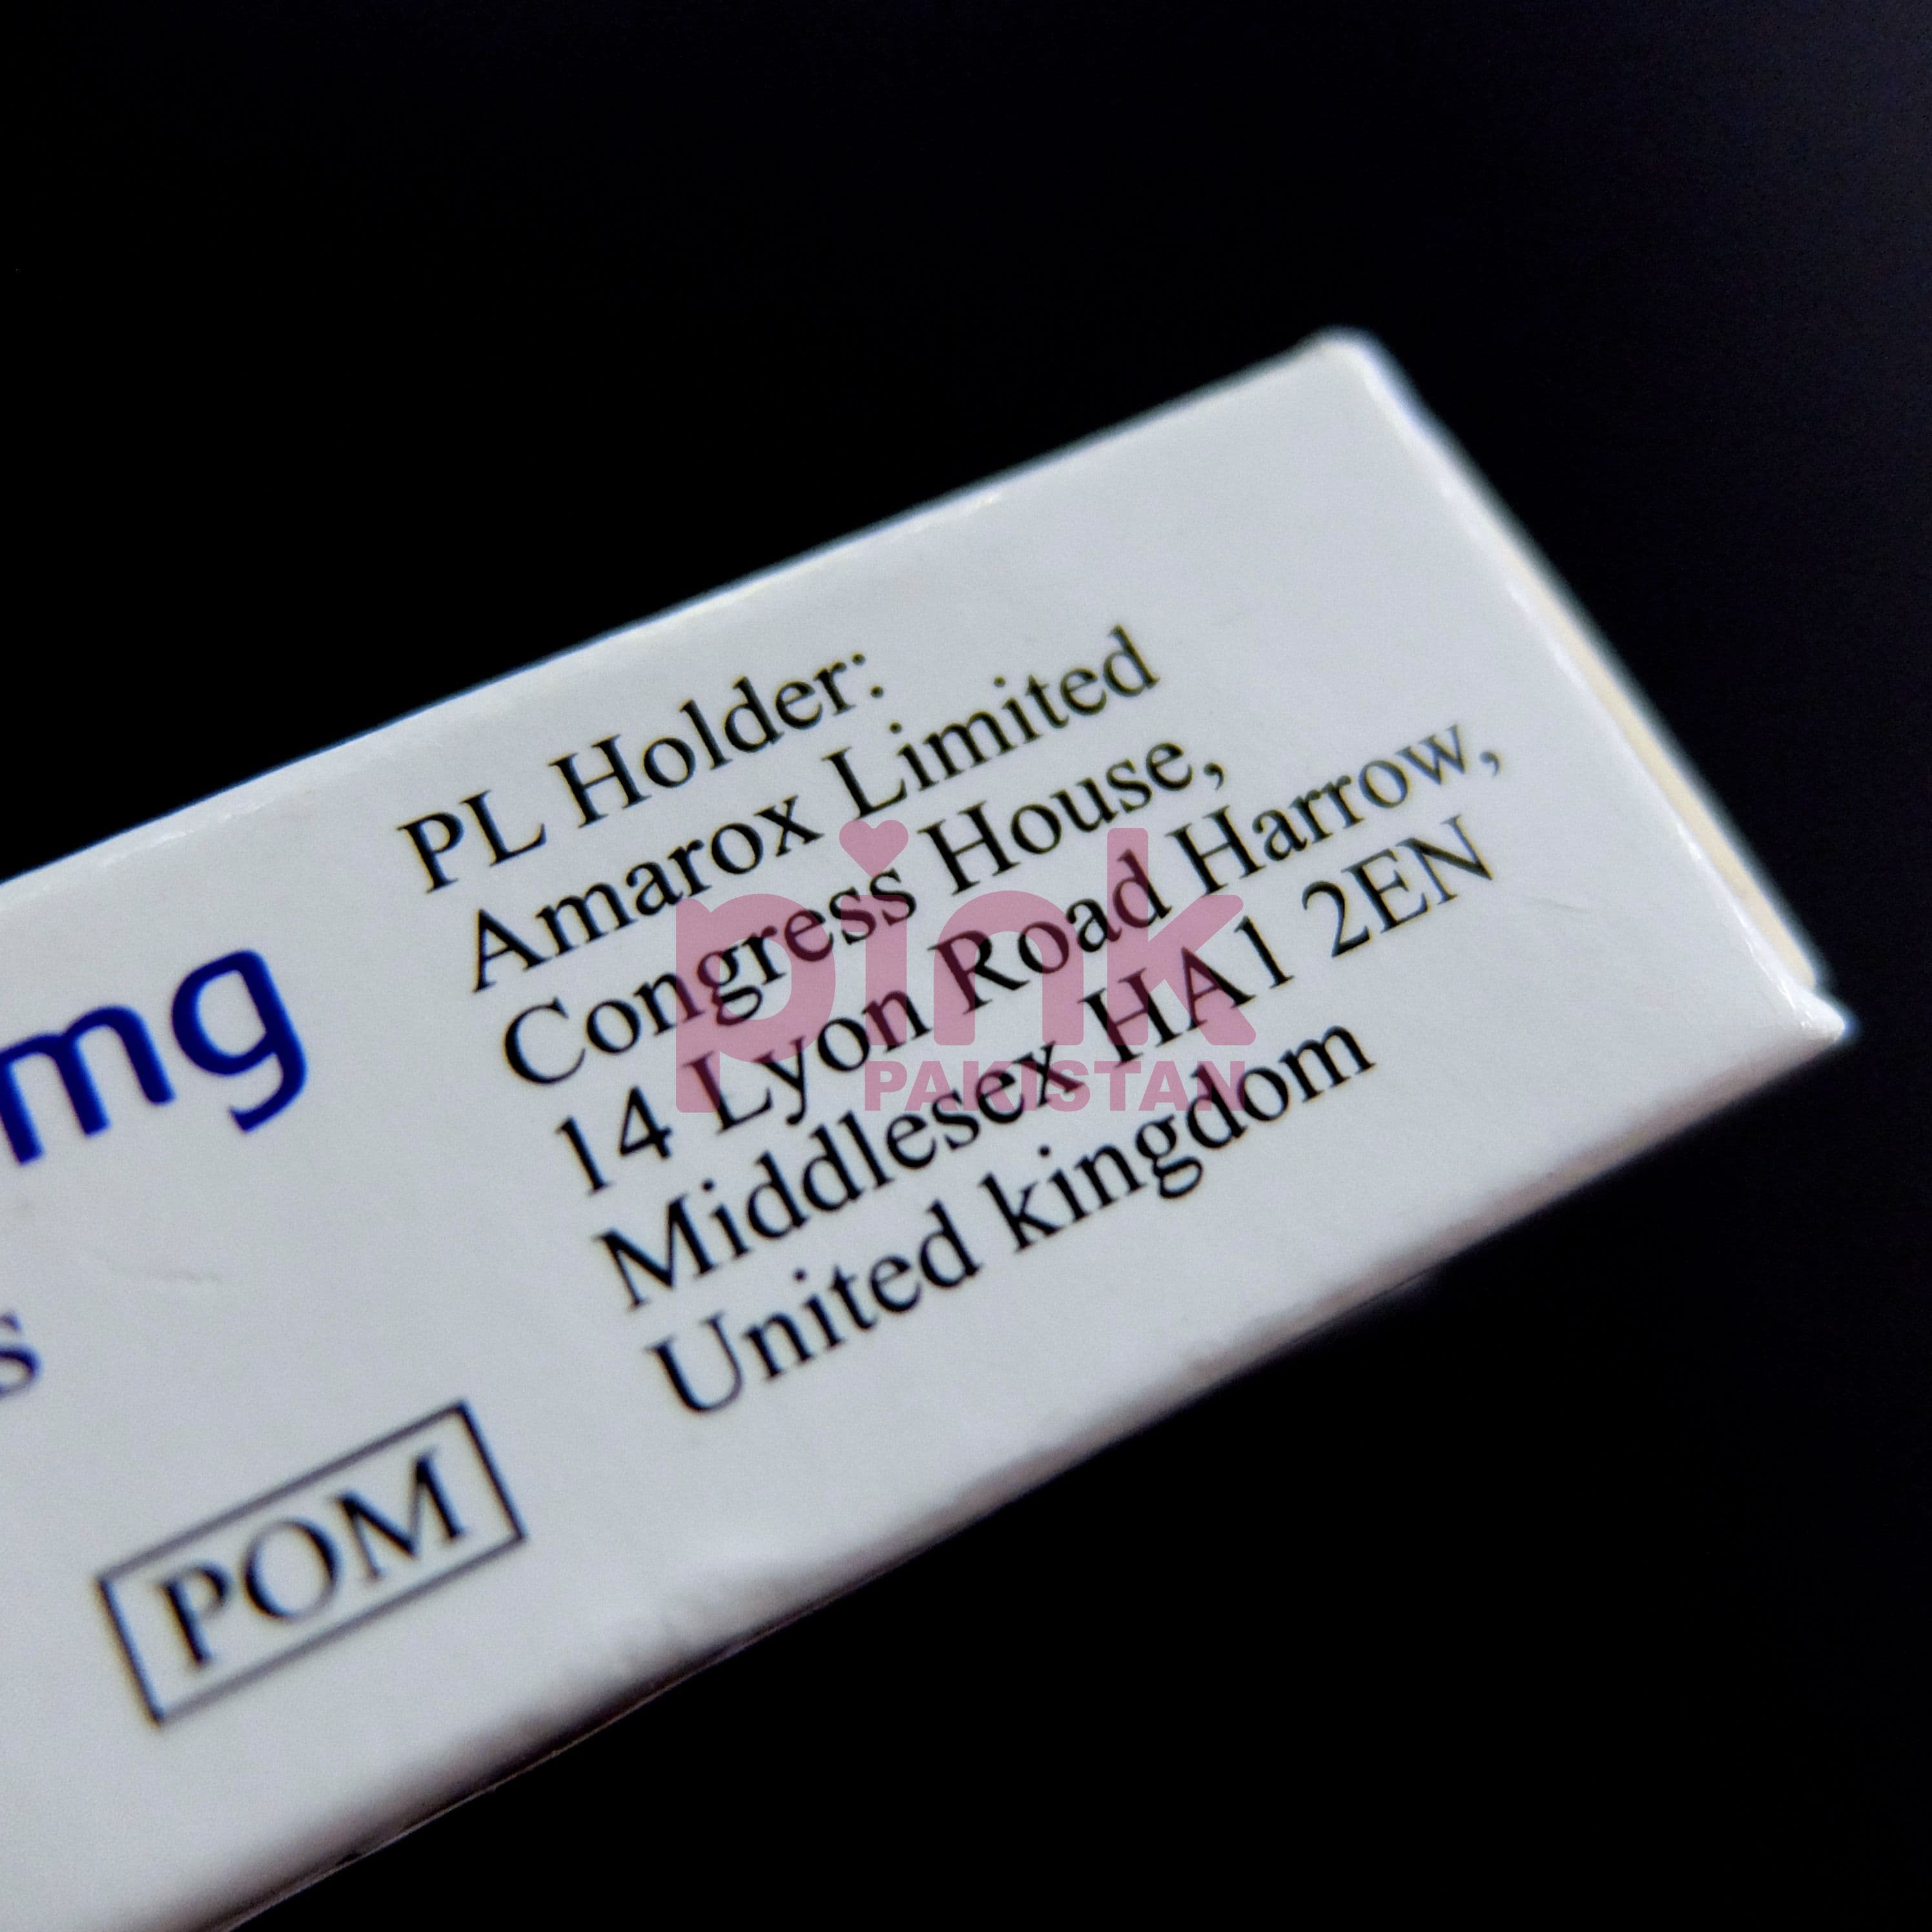 mg
s
POM
PL Holder:
Amarox Limited
Congress House,
14 Lyon Road Harrow,
Middlesex HA1 2EN
United kingdom
pink
PAKISTAN